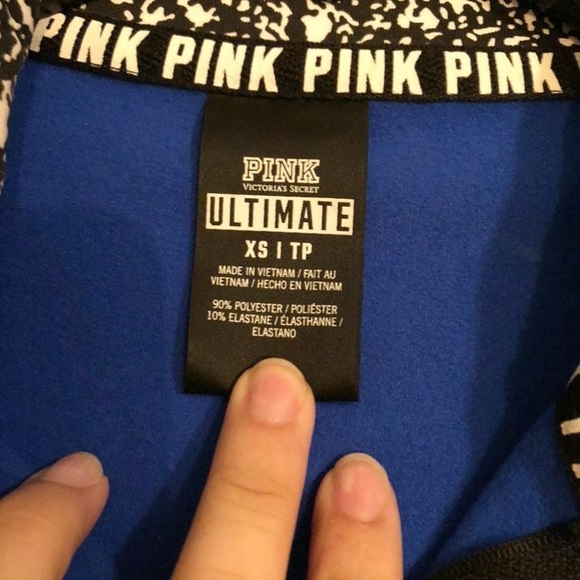 PINK PINK PINK PINK
PINK
VICTORIA'S SECRET
ULTIMATE
XS | TP
MADE IN VIETNAM / FAIT AU
VIETNAM / HECHO EN VIETNAM
90% POLYESTER / POLIÉSTER
10% ELASTANE / ÉLASTHANNE /
ELASTANO